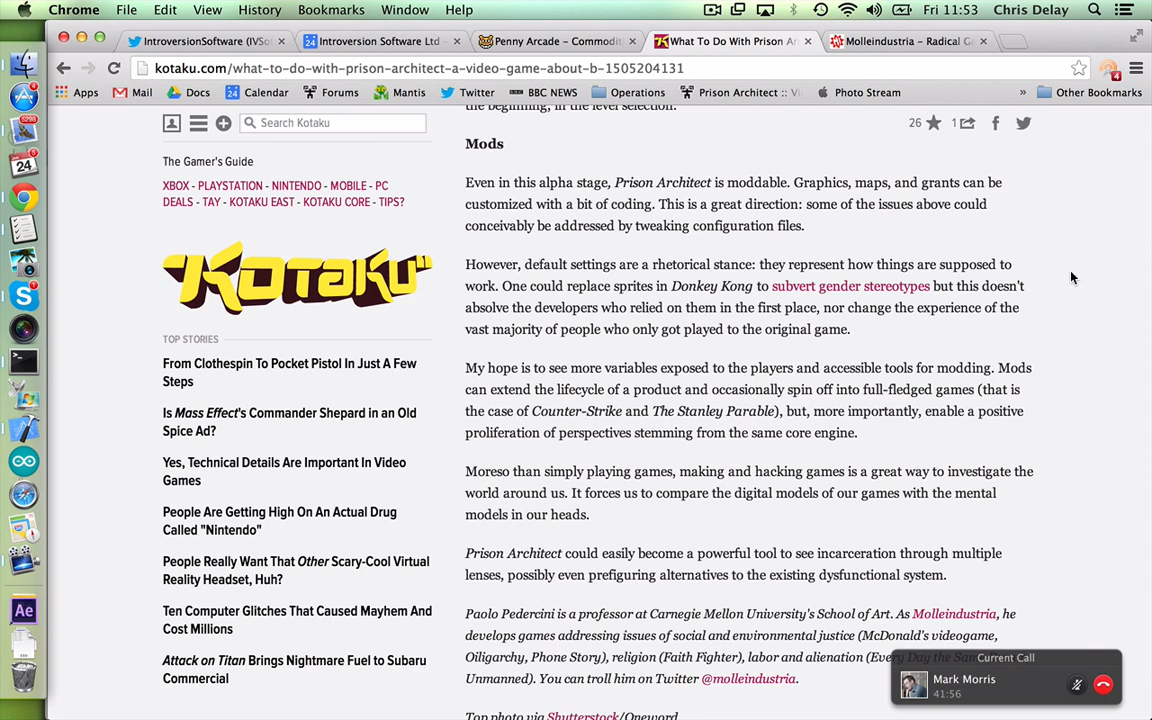 Chrome File Edit View History Bookmarks Window Help Fri 11:53 Chris Delay
IntroversionSoftware (IVSo
Introversion Software Ltd -
Penny Arcade – Commoditi
What To Do With Prison Ar
Molleindustria – Radical Ga
kotaku.com/what-to-do-with-prison-architect-a-video-game-about-b-1505204131
4
Apps Mail Docs Calendar Forums Mantis Twitter BBC NEWS Operations Prison Architect :: Vi Photo Stream » Other Bookmarks
the beginning, in the level selection.
Search Kotaku
26 1
The Gamer's Guide
XBOX - PLAYSTATION - NINTENDO - MOBILE - PC
DEALS - TAY - KOTAKU EAST - KOTAKU CORE - TIPS?
KOTAKU
TOP STORIES
From Clothespin To Pocket Pistol In Just A Few
Steps
Is Mass Effect's Commander Shepard in an Old
Spice Ad?
Yes, Technical Details Are Important In Video
Games
People Are Getting High On An Actual Drug
Called "Nintendo"
People Really Want That Other Scary-Cool Virtual
Reality Headset, Huh?
Ten Computer Glitches That Caused Mayhem And
Cost Millions
Attack on Titan Brings Nightmare Fuel to Subaru
Commercial
Mods
Even in this alpha stage, Prison Architect is moddable. Graphics, maps, and grants can be
customized with a bit of coding. This is a great direction: some of the issues above could
conceivably be addressed by tweaking configuration files.
However, default settings are a rhetorical stance: they represent how things are supposed to
work. One could replace sprites in Donkey Kong to subvert gender stereotypes but this doesn't
absolve the developers who relied on them in the first place, nor change the experience of the
vast majority of people who only got played to the original game.
My hope is to see more variables exposed to the players and accessible tools for modding. Mods
can extend the lifecycle of a product and occasionally spin off into full-fledged games (that is
the case of Counter-Strike and The Stanley Parable), but, more importantly, enable a positive
proliferation of perspectives stemming from the same core engine.
Moreso than simply playing games, making and hacking games is a great way to investigate the
world around us. It forces us to compare the digital models of our games with the mental
models in our heads.
Prison Architect could easily become a powerful tool to see incarceration through multiple
lenses, possibly even prefiguring alternatives to the existing dysfunctional system.
Paolo Pedercini is a professor at Carnegie Mellon University's School of Art. As Molleindustria, he
develops games addressing issues of social and environmental justice (McDonald's videogame,
Oiligarchy, Phone Story), religion (Faith Fighter), labor and alienation (Every Day the Same
Unmanned). You can troll him on Twitter @molleindustria.
Top photo via Shutterstock/Oneword
Current Call
Mark Morris
41:56
5298
24
Ae